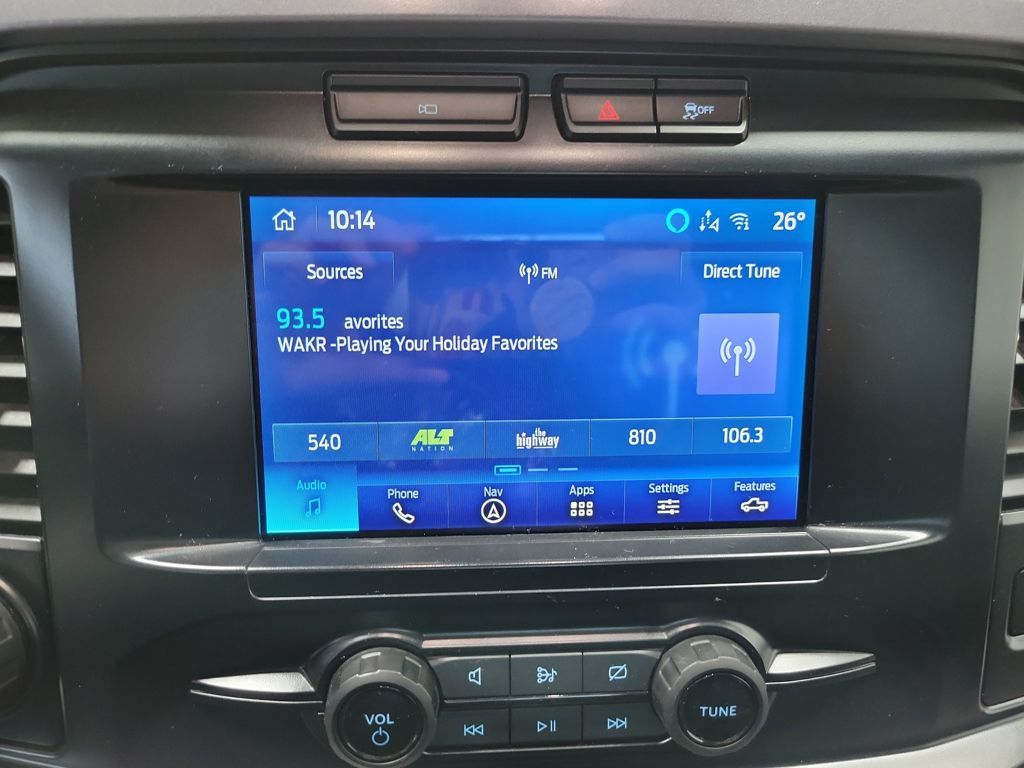 OFF
10:14
26°
Sources
FM
Direct Tune
93.5 avorites
WAKR -Playing Your Holiday Favorites
540
ALT
NATION
the
highway
810
106.3
Audio
Phone
Nav
Apps
Settings
Features
VOL
TUNE